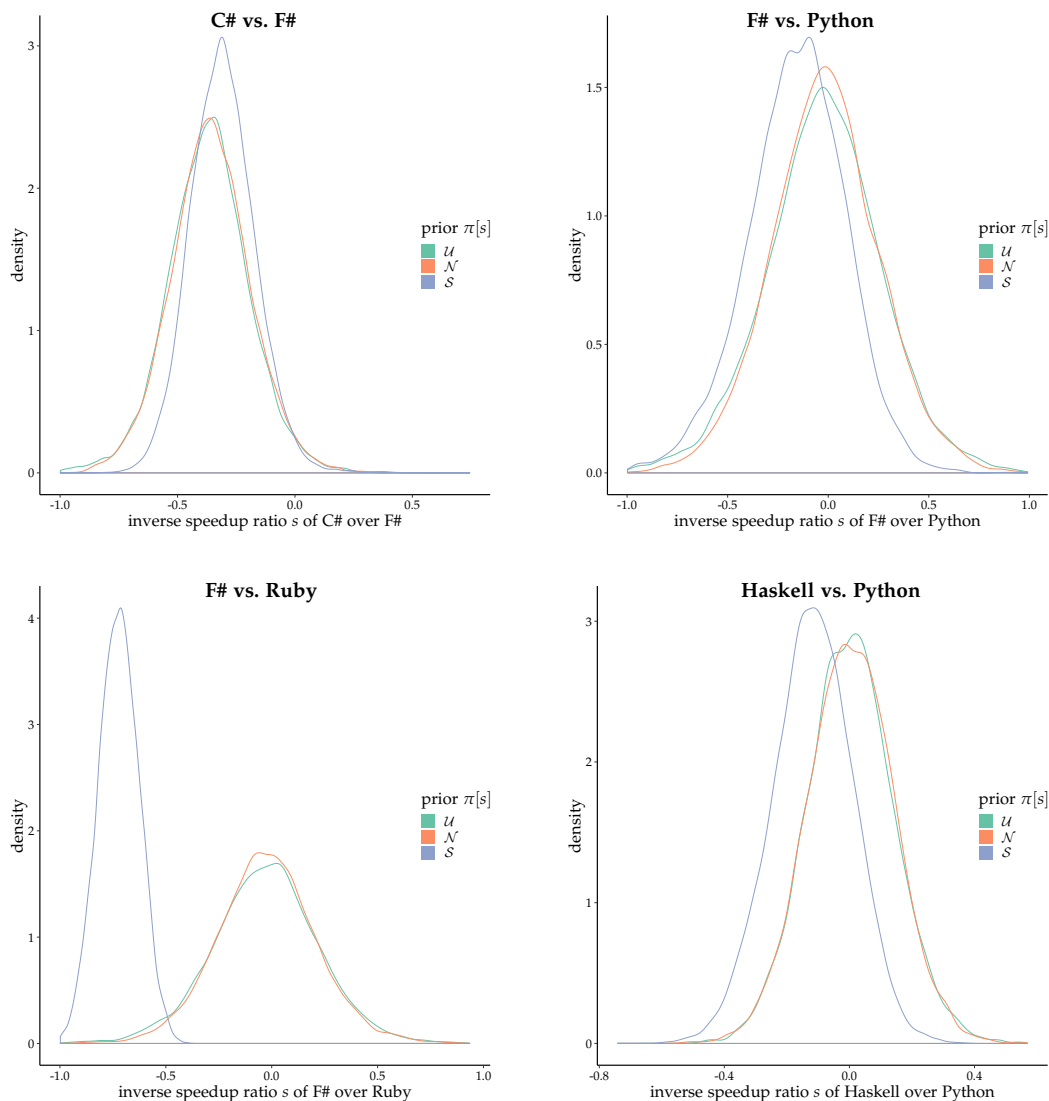 C# vs. F#
3
2
1
0
density
-1.0
-0.5
0.0
0.5
inverse speedup ratio s of C# over F#
prior π[s]
𝒰
𝒩
𝒮
F# vs. Python
1.5
1.0
0.5
0.0
density
-1.0
-0.5
0.0
0.5
1.0
inverse speedup ratio s of F# over Python
prior π[s]
𝒰
𝒩
𝒮
F# vs. Ruby
4
3
2
1
0
density
-1.0
-0.5
0.0
0.5
1.0
inverse speedup ratio s of F# over Ruby
prior π[s]
𝒰
𝒩
𝒮
Haskell vs. Python
3
2
1
0
density
-0.8
-0.4
0.0
0.4
inverse speedup ratio s of Haskell over Python
prior π[s]
𝒰
𝒩
𝒮